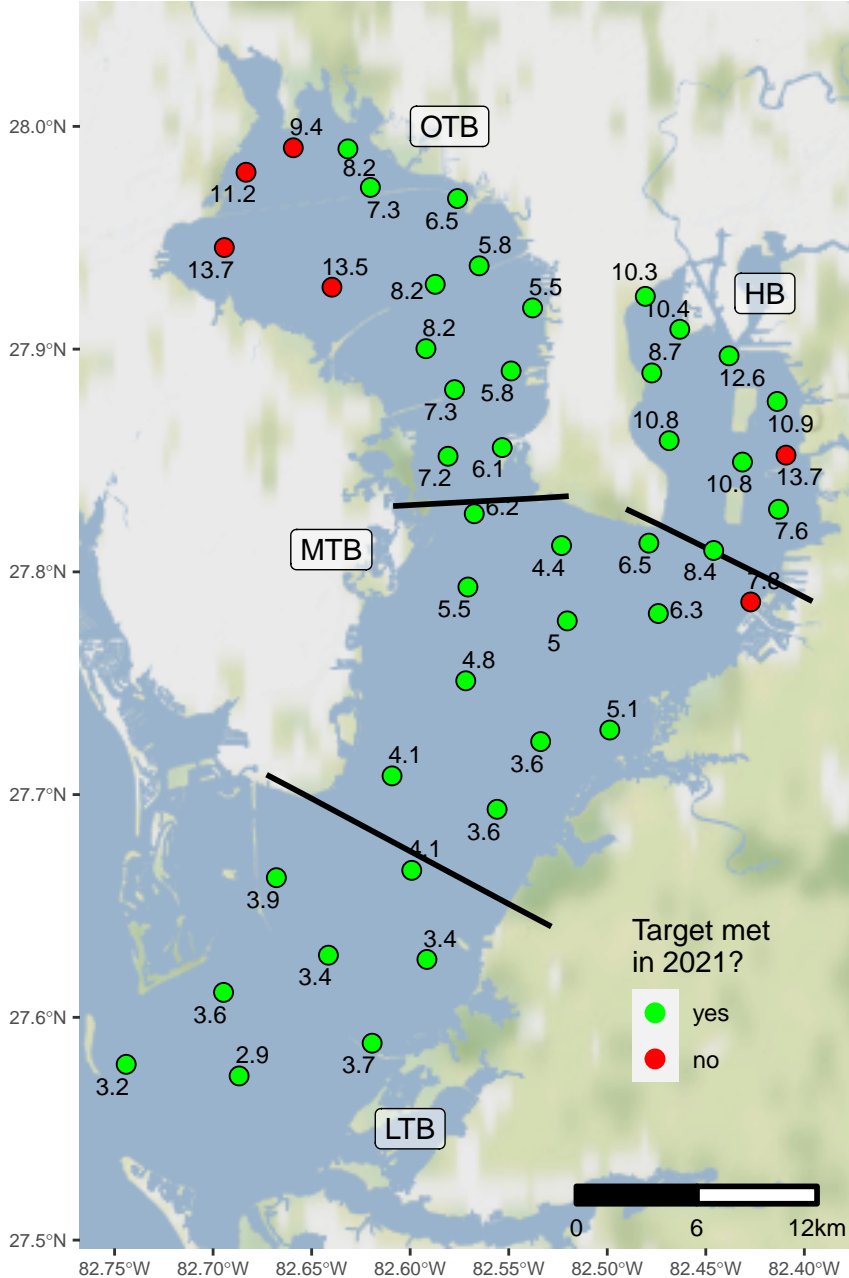 28.0°N
27.9°N
27.8°N
27.7°N
27.6°N
27.5°N
OTB
9.4
8.2
11.2
7.3
6.5
13.7
13.5
5.8
8.2
5.5
8.2
5.8
7.3
7.2
6.1
HB
10.3
10.4
8.7
12.6
10.9
10.8
10.8
13.7
7.6
8.4
MTB
6.2
4.4
6.5
7.8
5.5
5
6.3
4.8
5.1
3.6
4.1
3.6
4.1
3.9
3.4
3.4
3.6
3.7
3.2
2.9
LTB
Target met
in 2021?
yes
no
0 6 12km
82.75°W 82.70°W 82.65°W 82.60°W 82.55°W 82.50°W 82.45°W 82.40°W